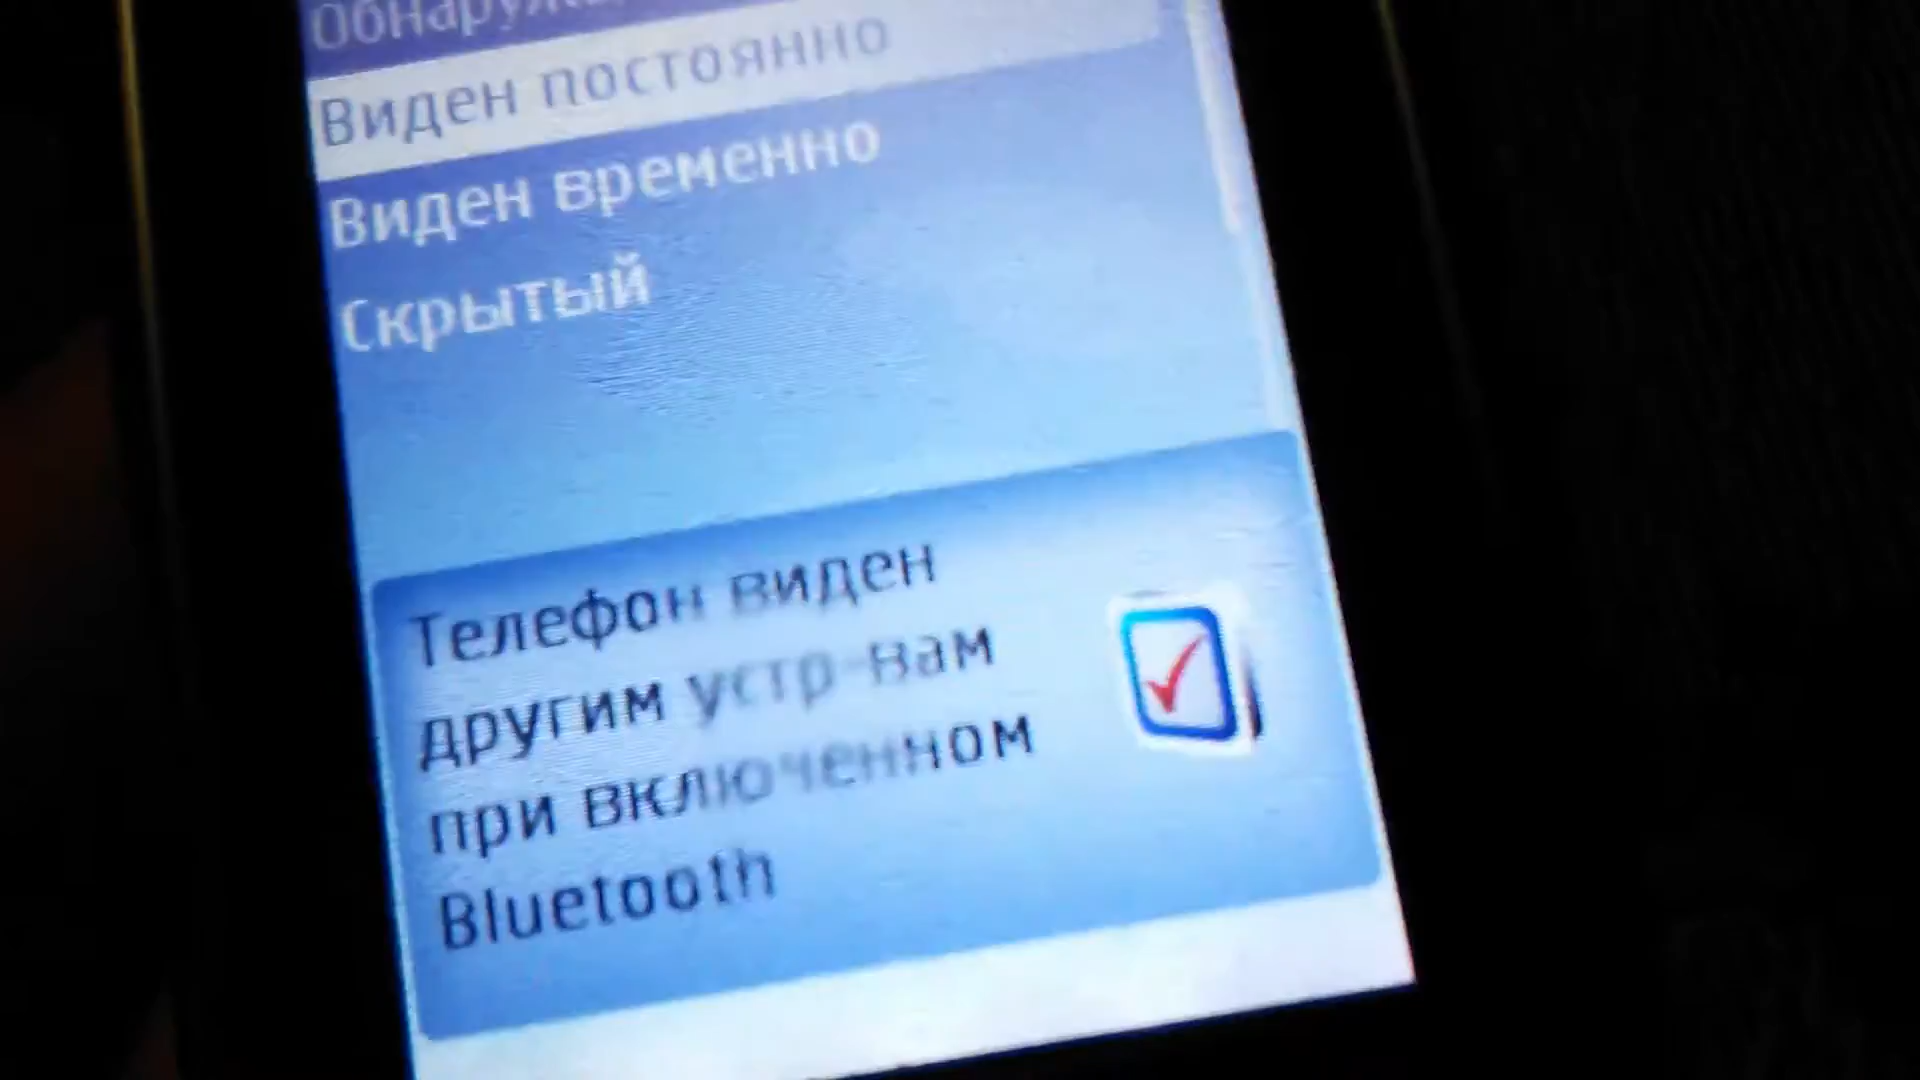 Виден постоянно
Виден временно
Скрытый
Телефон виден
другим устр-вам
при включенном
Bluetooth